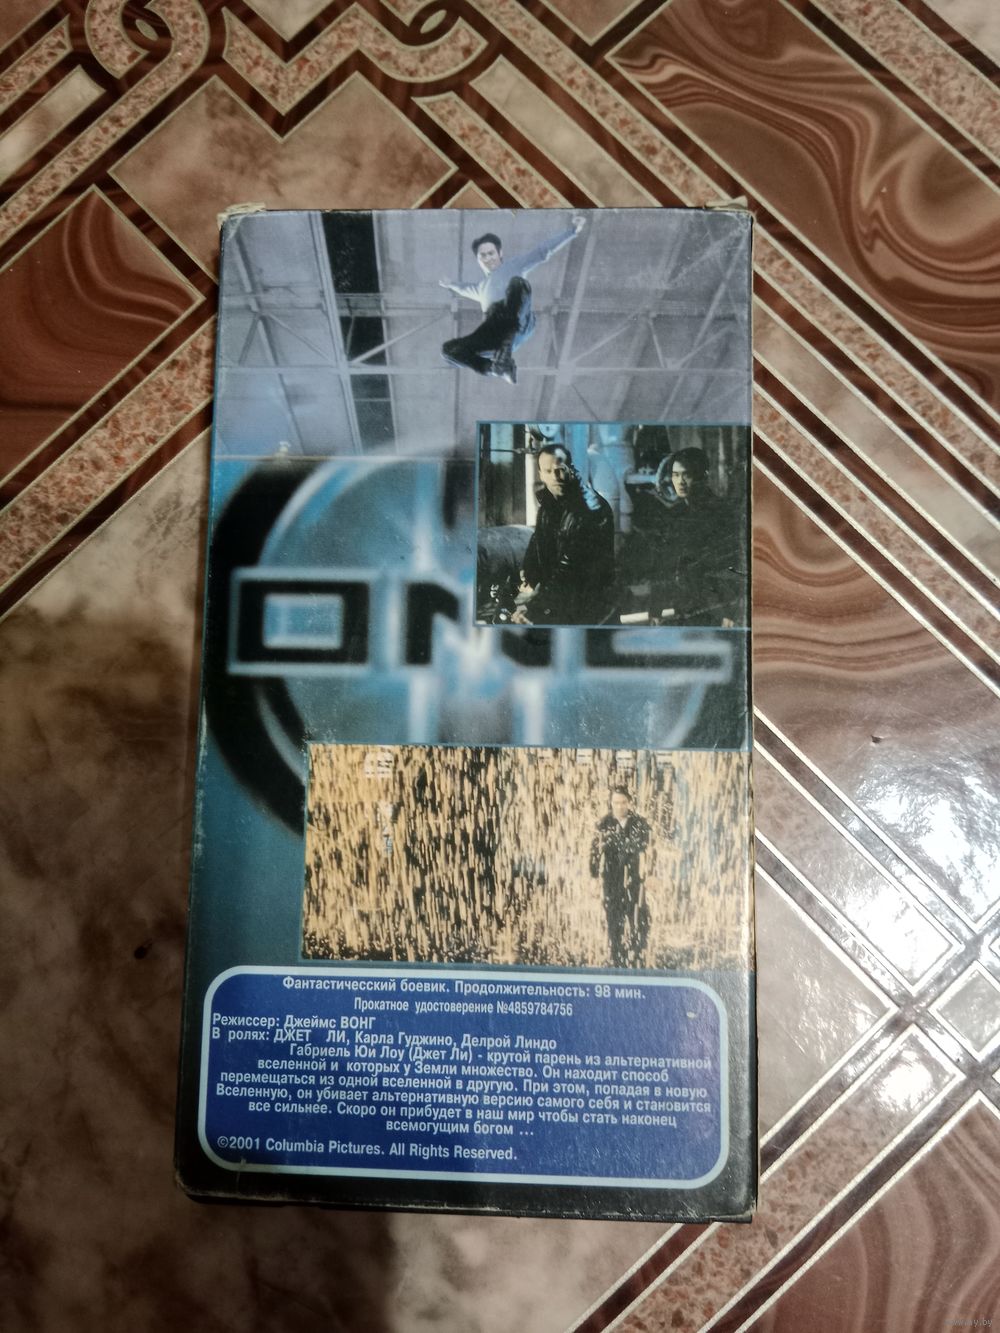 ONE
Фантастичесский боевик. Продолжительность: 98 мин.
Прокатное удостоверение №4859784756
Режиссер: Джеймс ВОНГ
В ролях: ДЖЕТ ЛИ, Карла Гуджино, Делрой Линдо
Габриель Юи Лоу (Джет Ли) - крутой парень из альтернативной
вселенной и которых у Земли множество. Он находит способ
перемещаться из одной вселенной в другую. При этом, попадая в новую
Вселенную, он убивает альтернативную версию самого себя и становится
все сильнее. Скоро он прибудет в наш мир чтобы стать наконец
всемогущим богом ...
©2001 Columbia Pictures. All Rights Reserved.